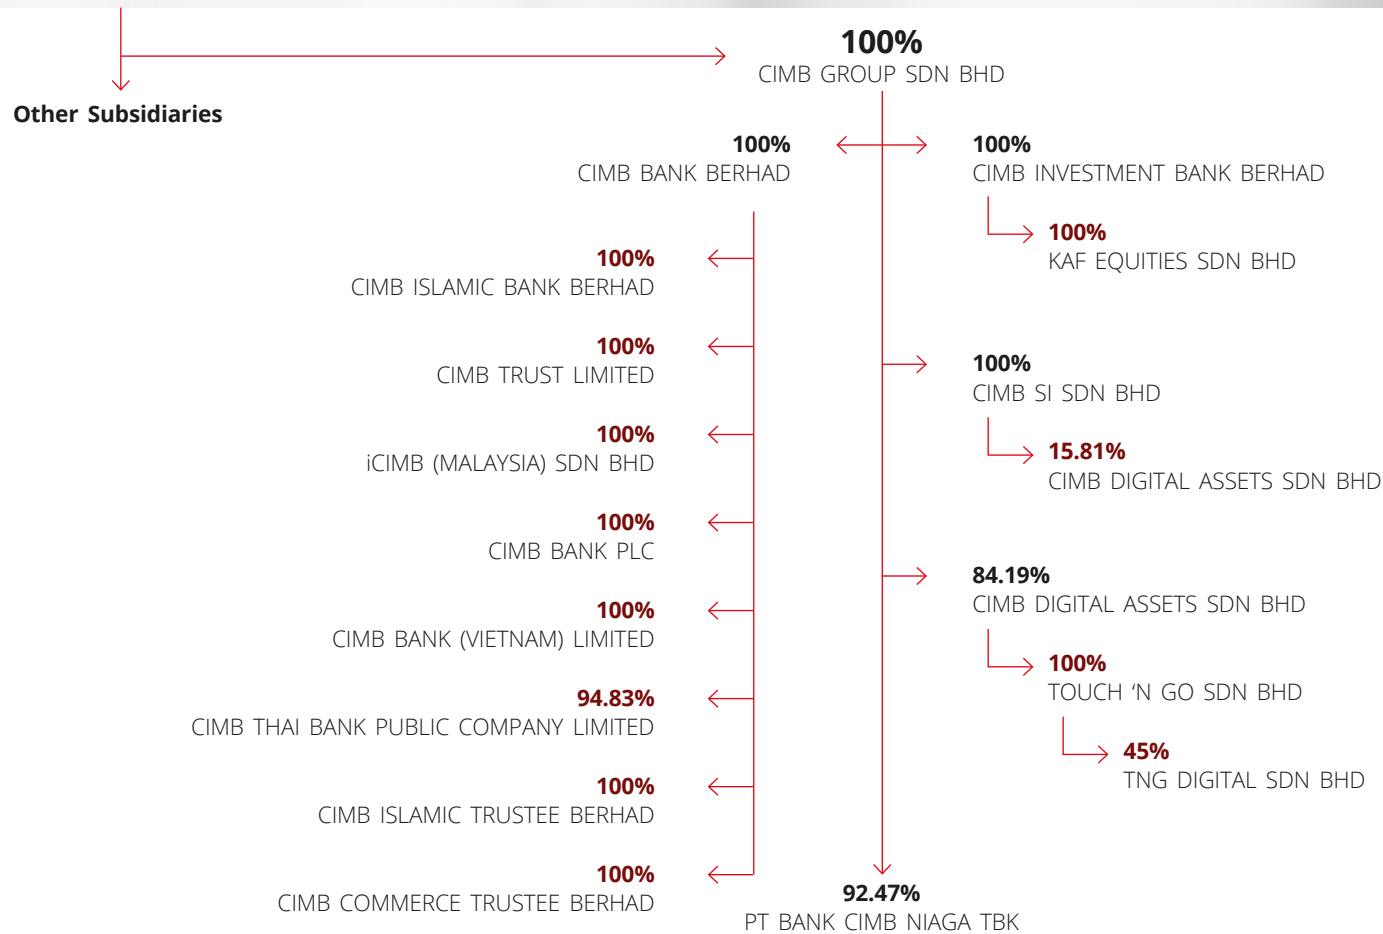 100%
CIMB GROUP SDN BHD
Other Subsidiaries
100%
CIMB BANK BERHAD
100%
CIMB ISLAMIC BANK BERHAD
100%
CIMB TRUST LIMITED
100%
iCIMB (MALAYSIA) SDN BHD
100%
CIMB BANK PLC
100%
CIMB BANK (VIETNAM) LIMITED
94.83%
CIMB THAI BANK PUBLIC COMPANY LIMITED
100%
CIMB ISLAMIC TRUSTEE BERHAD
100%
CIMB COMMERCE TRUSTEE BERHAD
100%
CIMB INVESTMENT BANK BERHAD
100%
KAF EQUITIES SDN BHD
100%
CIMB SI SDN BHD
15.81%
CIMB DIGITAL ASSETS SDN BHD
84.19%
CIMB DIGITAL ASSETS SDN BHD
100%
TOUCH ‘N GO SDN BHD
45%
TNG DIGITAL SDN BHD
92.47%
PT BANK CIMB NIAGA TBK